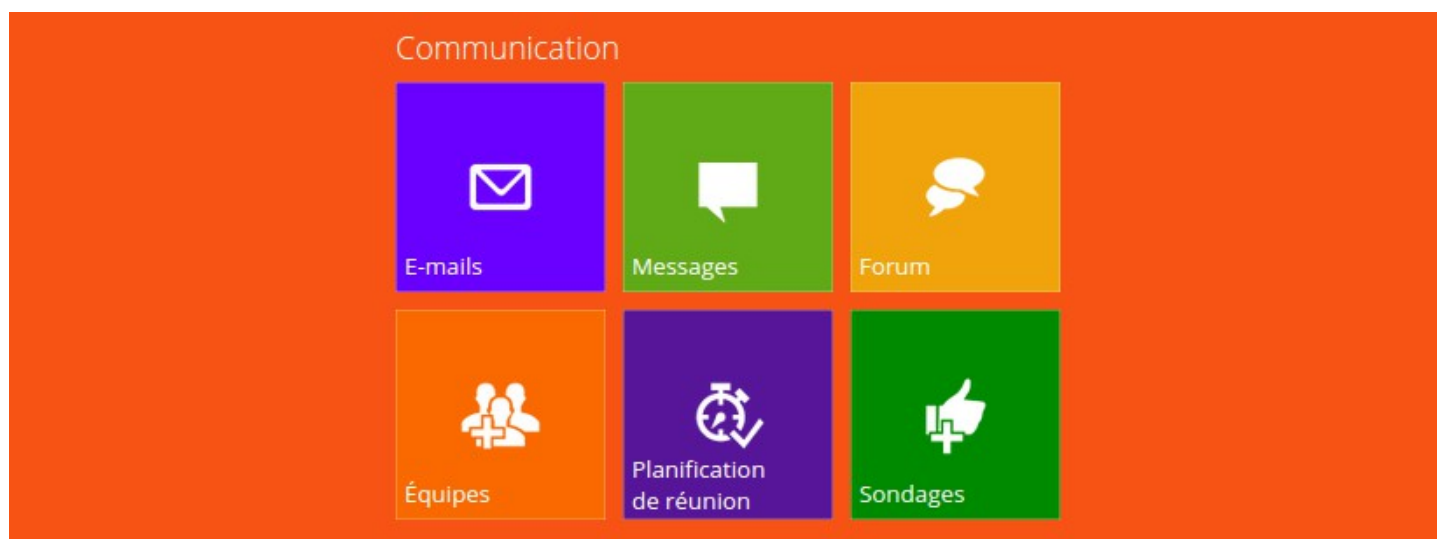 Communication
E-mails
Messages
Forum
Équipes
Planification
de réunion
Sondages